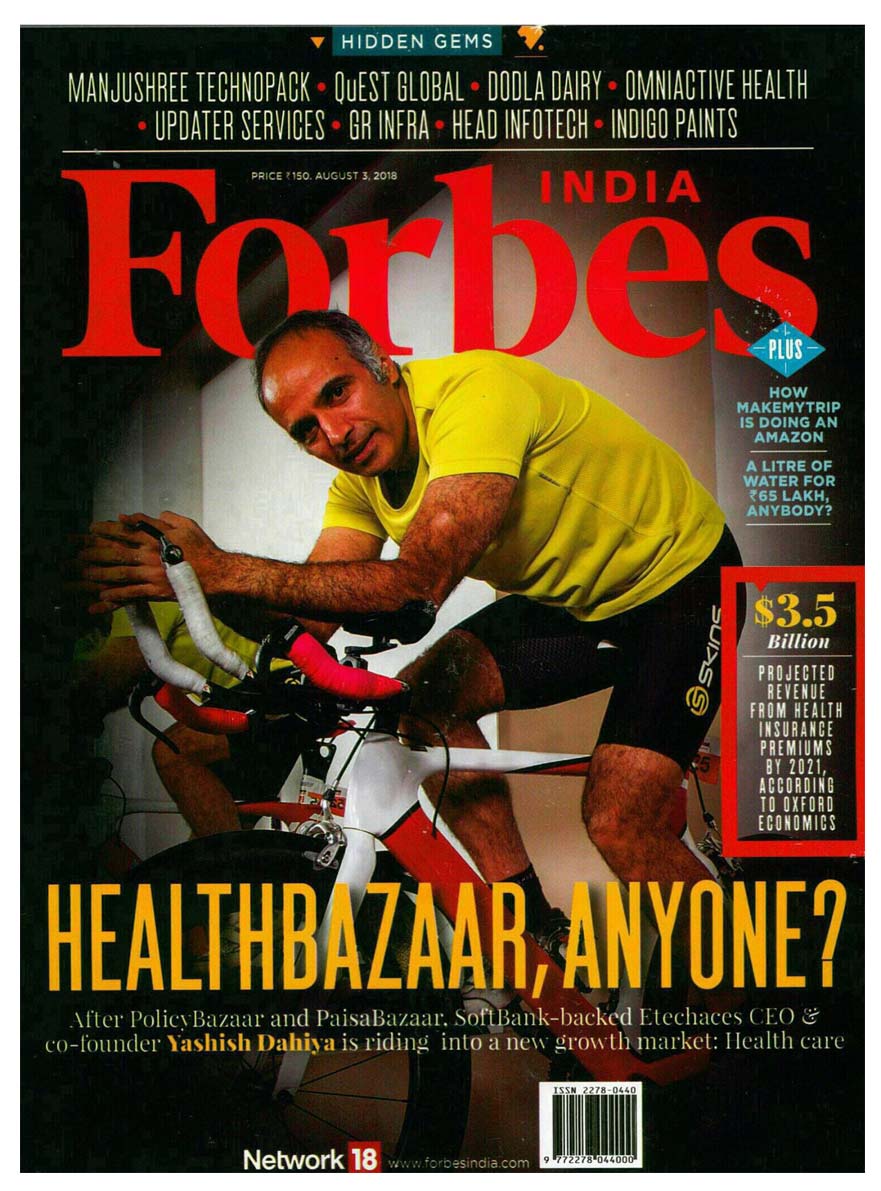 HIDDEN GEMS
MANJUSHREE TECHNOPACK • QuEST GLOBAL • DODLA DAIRY • OMNIACTIVE HEALTH
• UPDATER SERVICES • GR INFRA • HEAD INFOTECH • INDIGO PAINTS
PRICE ₹150. AUGUST 3, 2018
INDIA
Forbes
PLUS
HOW
MAKEMYTRIP
IS DOING AN
AMAZON
A LITRE OF
WATER FOR
₹65 LAKH,
ANYBODY?
$3.5
Billion
PROJECTED
REVENUE
FROM HEALTH
INSURANCE
PREMIUMS
BY 2021,
ACCORDING
TO OXFORD
ECONOMICS
SKINS
HEALTHBAZAAR, ANYONE?
After PolicyBazaar and PaisaBazaar, SoftBank-backed Etechaces CEO &
co-founder Yashish Dahiya is riding into a new growth market: Health care
ISSN 2278-0440
9 772278 044000
Network 18 www.forbesindia.com